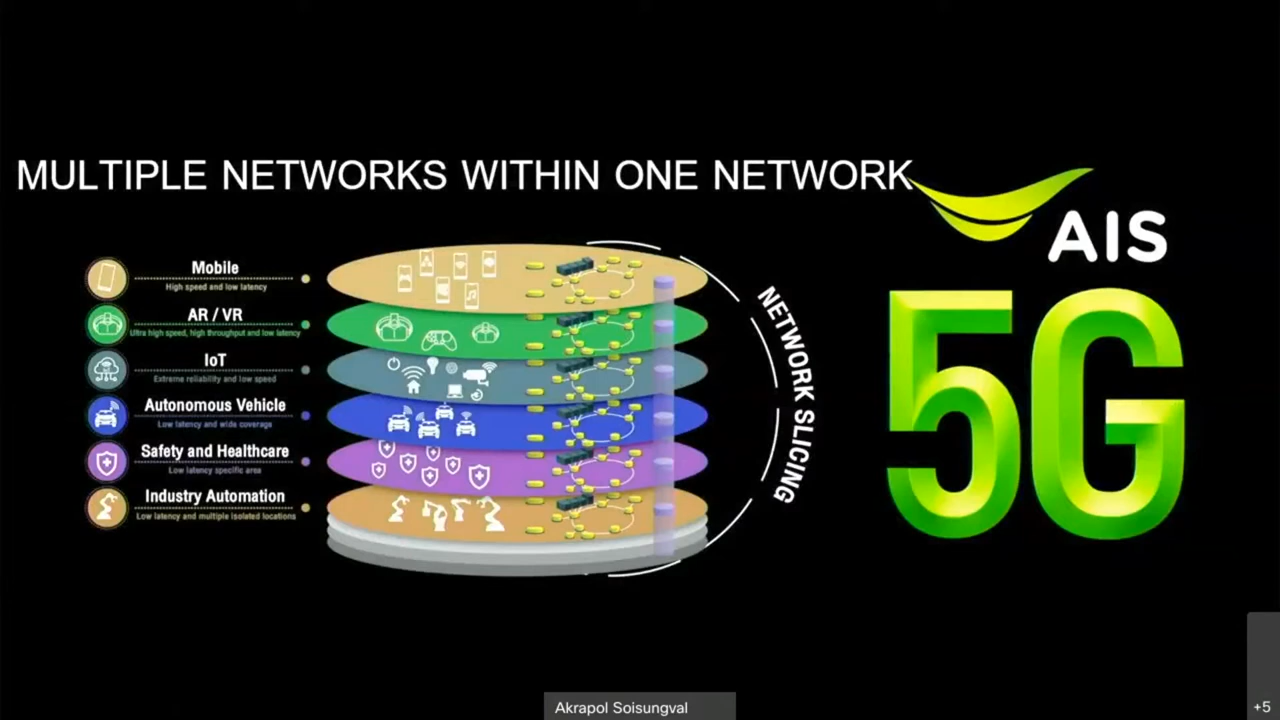 MULTIPLE NETWORKS WITHIN ONE NETWORK
AIS
5G
Mobile
High speed and low latency
AR / VR
Ultra high speed, high throughput and low latency
IoT
Extreme reliability and low speed
Autonomous Vehicle
Low latency and wide coverage
Safety and Healthcare
Low latency specific area
Industry Automation
Low latency and multiple isolated locations
NETWORK SLICING
Akrapol Soisungval
+5